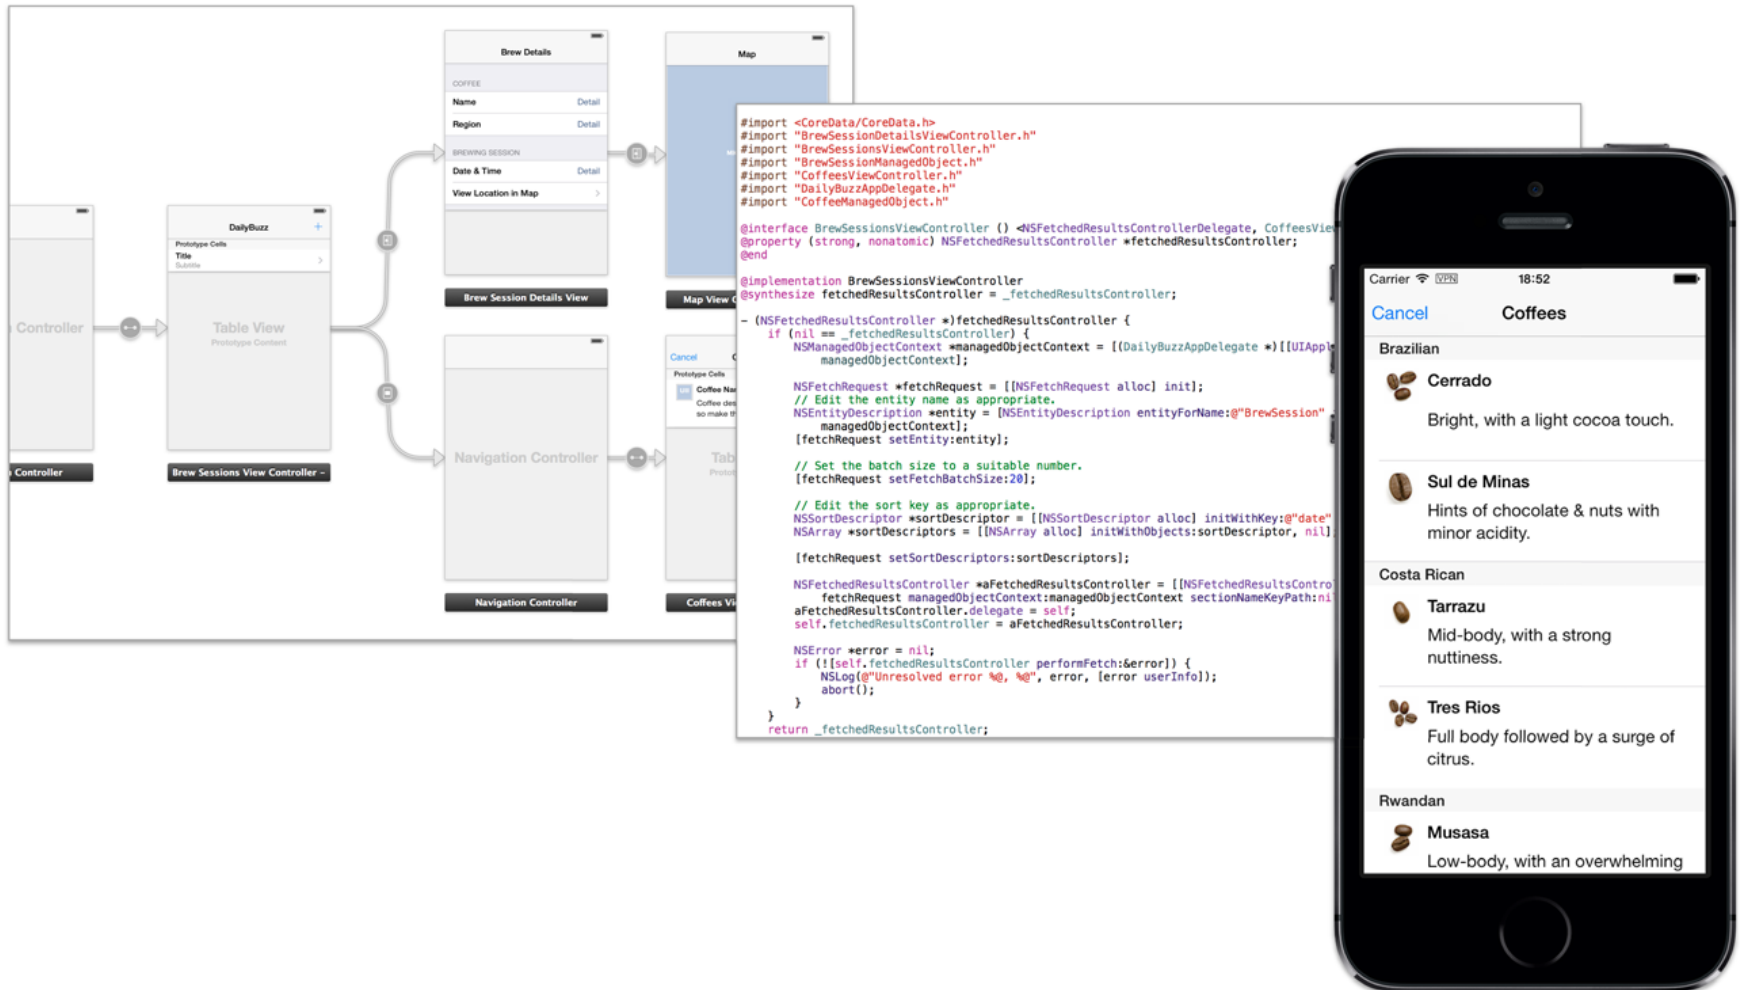 Controller
Controller
DailyBuzz +
Prototype Cells
Title
Subtitle
Table View
Prototype Content
Brew Sessions View Controller –
Brew Details
COFFEE
Name Detail
Region Detail
BREWING SESSION
Date & Time Detail
View Location in Map
Brew Session Details View
Navigation Controller
Navigation Controller
Map
Map View
Cancel
Prototype Cells
Coffee
Coffee
so make
Coffees
#import <CoreData/CoreData.h>
#import "BrewSessionDetailsViewController.h"
#import "BrewSessionsViewController.h"
#import "BrewSessionManagedObject.h"
#import "CoffeesViewController.h"
#import "DailyBuzzAppDelegate.h"
#import "CoffeeManagedObject.h"
@interface BrewSessionsViewController () <NSFetchedResultsControllerDelegate, CoffeesVie
@property (strong, nonatomic) NSFetchedResultsController *fetchedResultsController;
@end
@implementation BrewSessionsViewController
@synthesize fetchedResultsController = _fetchedResultsController;
- (NSFetchedResultsController *)fetchedResultsController {
if (nil == _fetchedResultsController) {
NSManagedObjectContext *managedObjectContext = [(DailyBuzzAppDelegate *)[[UIAppl
managedObjectContext];
NSFetchRequest *fetchRequest = [[NSFetchRequest alloc] init];
// Edit the entity name as appropriate.
NSEntityDescription *entity = [NSEntityDescription entityForName:@"BrewSession"
managedObjectContext];
[fetchRequest setEntity:entity];
// Set the batch size to a suitable number.
[fetchRequest setFetchBatchSize:20];
// Edit the sort key as appropriate.
NSSortDescriptor *sortDescriptor = [[NSSortDescriptor alloc] initWithKey:@"date"
NSArray *sortDescriptors = [[NSArray alloc] initWithObjects:sortDescriptor, nil]
[fetchRequest setSortDescriptors:sortDescriptors];
NSFetchedResultsController *aFetchedResultsController = [[NSFetchedResultsContro
fetchRequest managedObjectContext:managedObjectContext sectionNameKeyPath:ni
aFetchedResultsController.delegate = self;
self.fetchedResultsController = aFetchedResultsController;
NSError *error = nil;
if (![self.fetchedResultsController performFetch:&error]) {
NSLog(@"Unresolved error %@, %@", error, [error userInfo]);
abort();
}
}
return _fetchedResultsController;
Carrier VPN 18:52
Cancel Coffees
Brazilian
Cerrado
Bright, with a light cocoa touch.
Sul de Minas
Hints of chocolate & nuts with
minor acidity.
Costa Rican
Tarrazu
Mid-body, with a strong
nuttiness.
Tres Rios
Full body followed by a surge of
citrus.
Rwandan
Musasa
Low-body, with an overwhelming